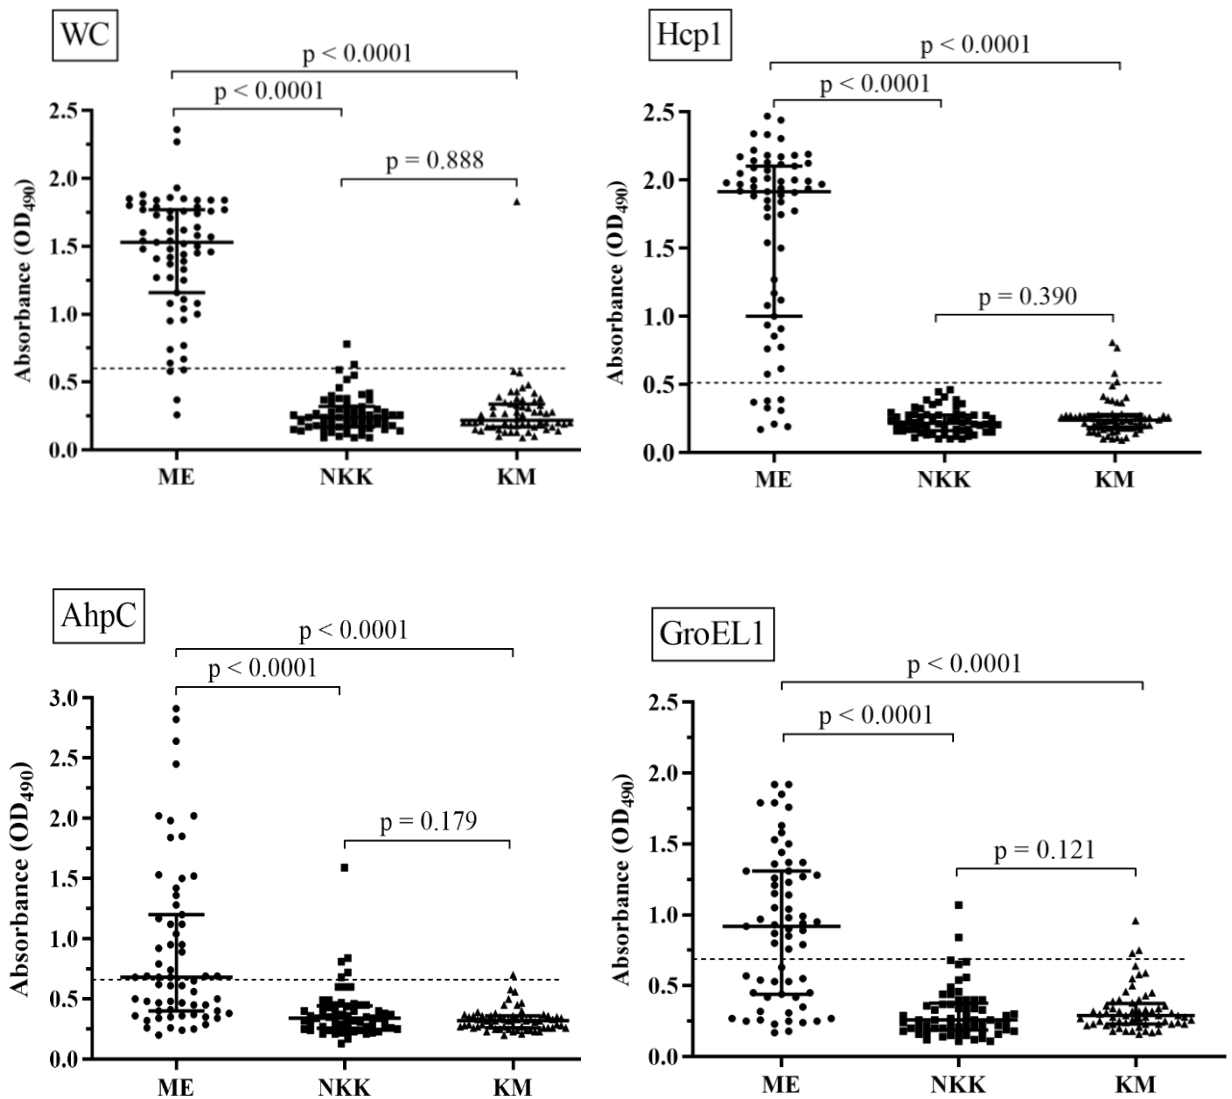 WC
p < 0.0001
p < 0.0001
p = 0.888
Absorbance (OD490)
2.5
2.0
1.5
1.0
0.5
0.0
ME NKK KM
Hcp1
p < 0.0001
p < 0.0001
p = 0.390
Absorbance (OD490)
2.5
2.0
1.5
1.0
0.5
0.0
ME NKK KM
AhpC
p < 0.0001
p < 0.0001
p = 0.179
Absorbance (OD490)
3.0
2.5
2.0
1.5
1.0
0.5
0.0
ME NKK KM
GroEL1
p < 0.0001
p < 0.0001
p = 0.121
Absorbance (OD490)
2.5
2.0
1.5
1.0
0.5
0.0
ME NKK KM